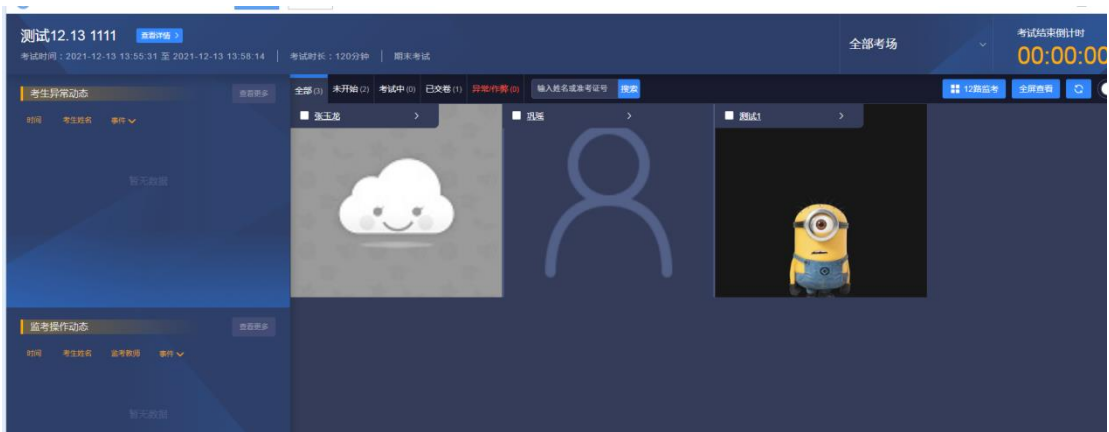 测试12.13 1111 查看详情 >
考试时间：2021-12-13 13:55:31 至 2021-12-13 13:58:14 | 考试时长：120分钟 | 期末考试
全部考场
考试结束倒计时
00:00:00
考生异常动态 查看更多
时间 考生姓名 事件
暂无数据
全部(3) 未开始(2) 考试中(0) 已交卷(1) 异常/作弊(0) 输入姓名或准考证号 搜索
12路监考 全屏查看
张玉龙 >
巩瑶 >
测试1 >
监考操作动态 查看更多
时间 考生姓名 监考教师 事件
暂无数据